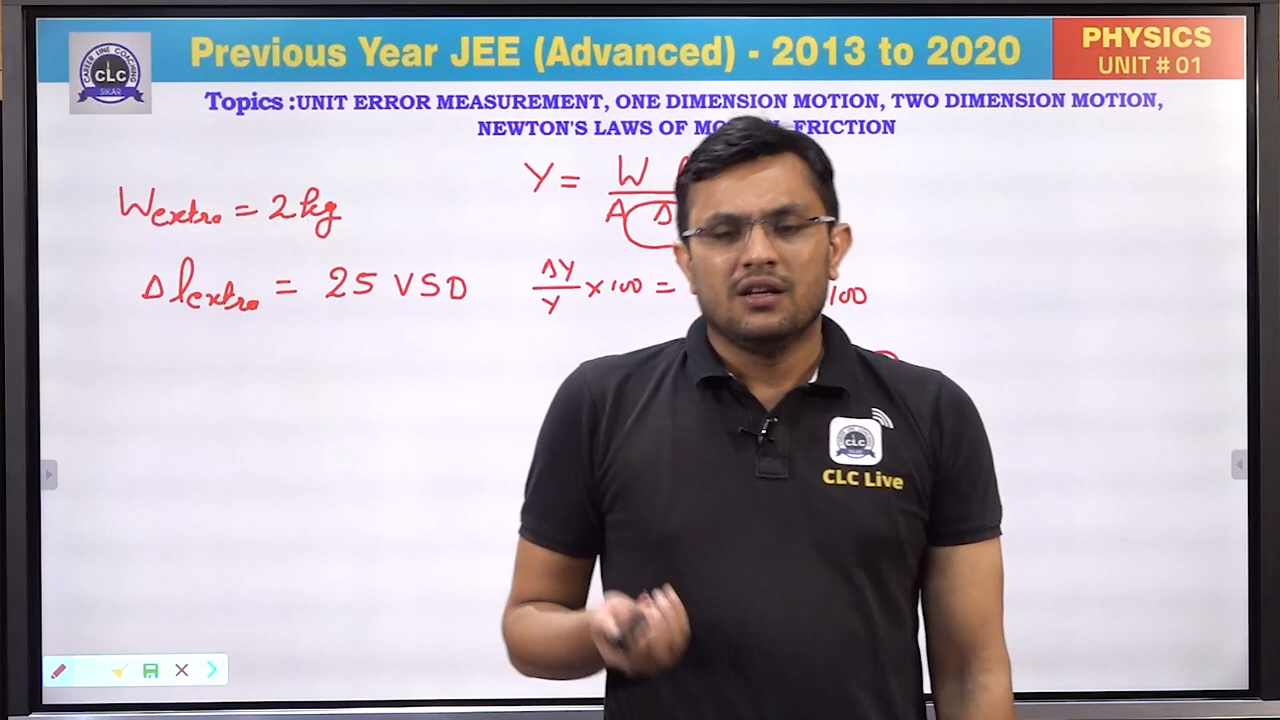 Previous Year JEE (Advanced) - 2013 to 2020
PHYSICS
UNIT # 01
CAREER LINE COACHING
CLC
SIKAR
Topics :UNIT ERROR MEASUREMENT, ONE DIMENSION MOTION, TWO DIMENSION MOTION,
NEWTON'S LAWS OF FRICTION
Wextra = 2kg
Δlextra = 25 VSD
Y = W
A Δ
ΔY/Y × 100 =
100
CLC
CLC Live